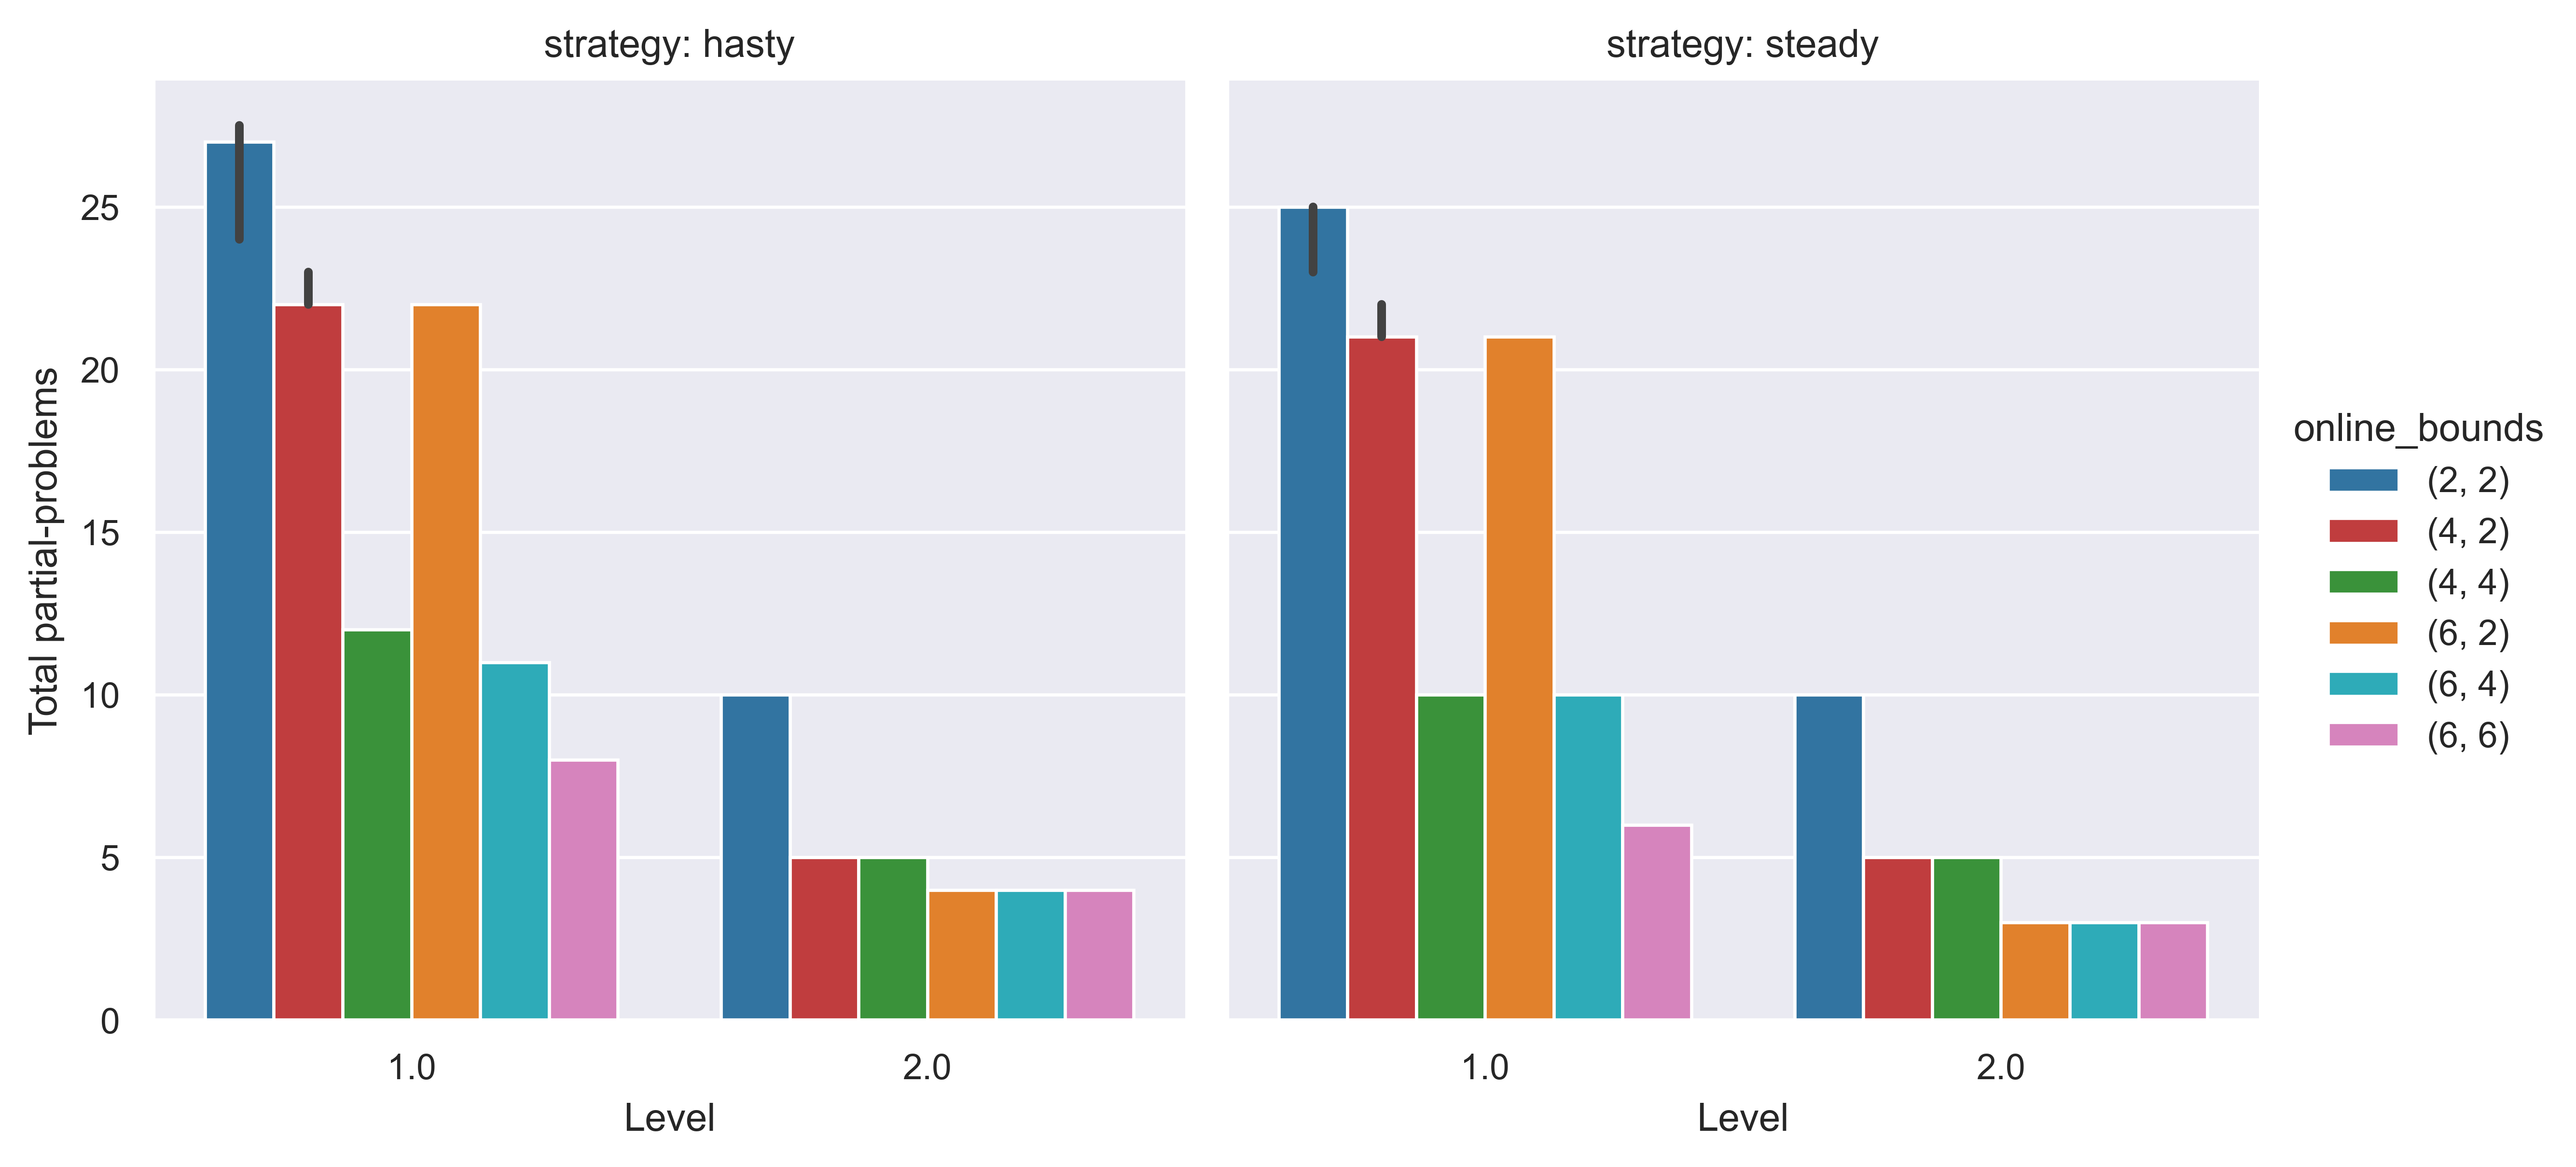 strategy: hasty
strategy: steady
Total partial-problems
25
20
15
10
5
0
1.0
2.0
1.0
2.0
Level
Level
online_bounds
(2, 2)
(4, 2)
(4, 4)
(6, 2)
(6, 4)
(6, 6)